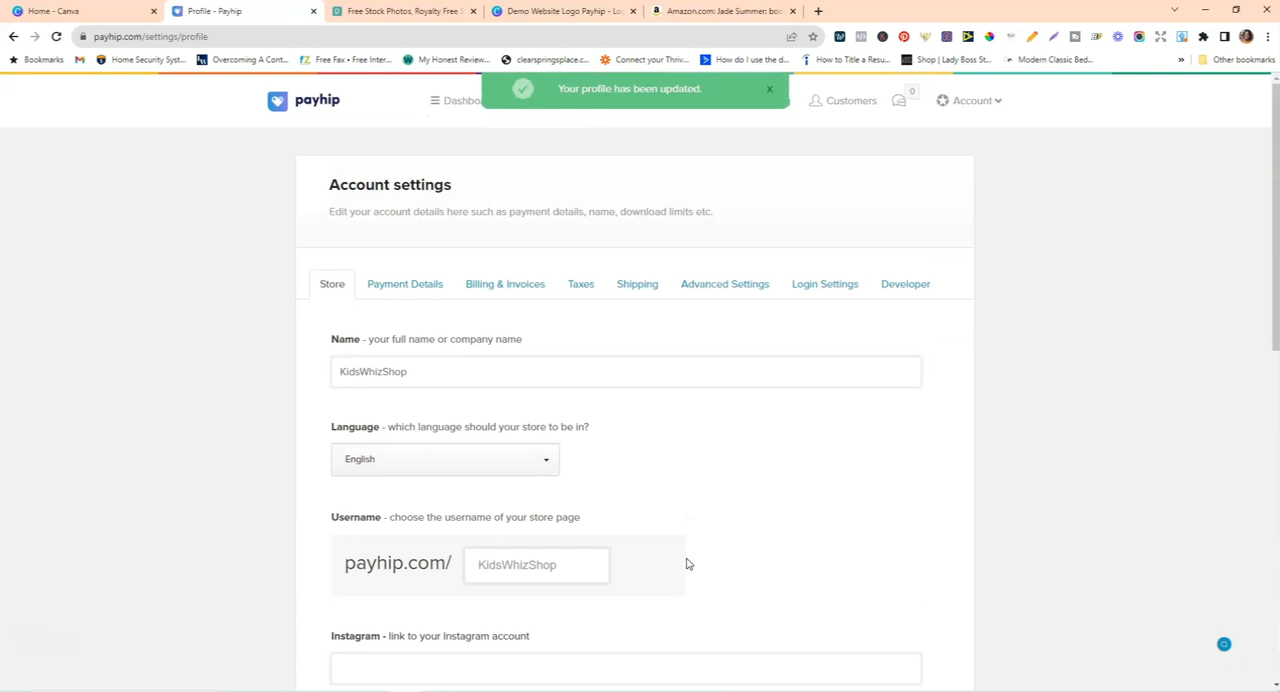 Home - Canva
Profile - Payhip
Free Stock Photos, Royalty Free S
Demo Website Logo Payhip - Lo
Amazon.com: Jade Summer: boo
payhip.com/settings/profile
Bookmarks
Home Security Syst...
Overcoming A Cont...
Free Fax • Free Inter...
My Honest Review...
clearspringsplace.c...
Connect your Thriv...
How do I use the d...
How to Title a Resu...
Shop | Lady Boss St...
Modern Classic Bed...
»
Other bookmarks
payhip
Dashbo
Your profile has been updated.
x
Customers
0
Account
Account settings
Edit your account details here such as payment details, name, download limits etc.
Store
Payment Details
Billing & Invoices
Taxes
Shipping
Advanced Settings
Login Settings
Developer
Name - your full name or company name
KidsWhizShop
Language - which language should your store to be in?
English
Username - choose the username of your store page
payhip.com/
KidsWhizShop
Instagram - link to your Instagram account